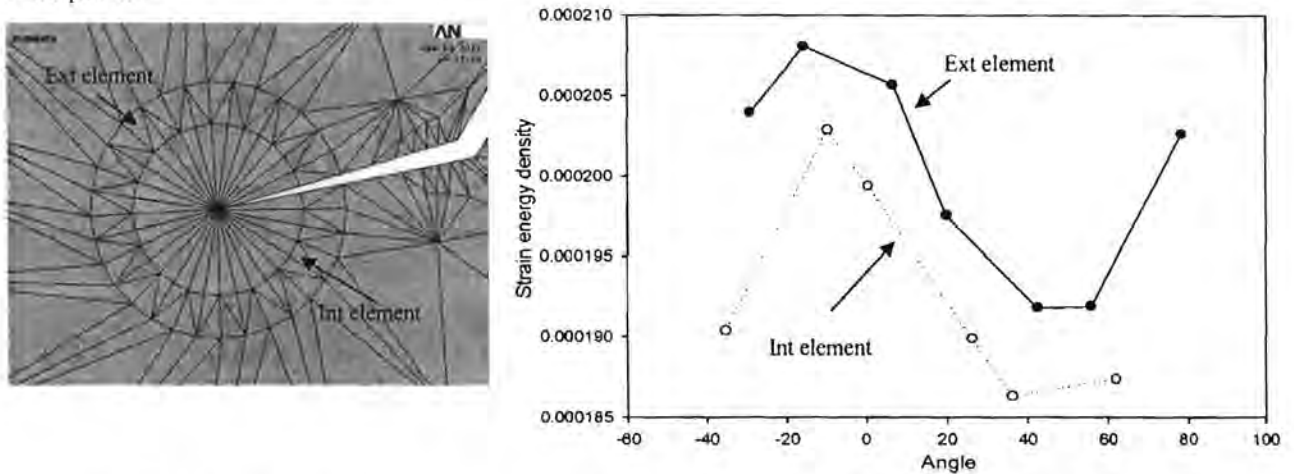 AN
Ext element
Int element
0.000210
0.000205
0.000200
0.000195
0.000190
0.000185
Strain energy density
Ext element
Int element
-60
-40
-20
0
20
40
60
80
100
Angle